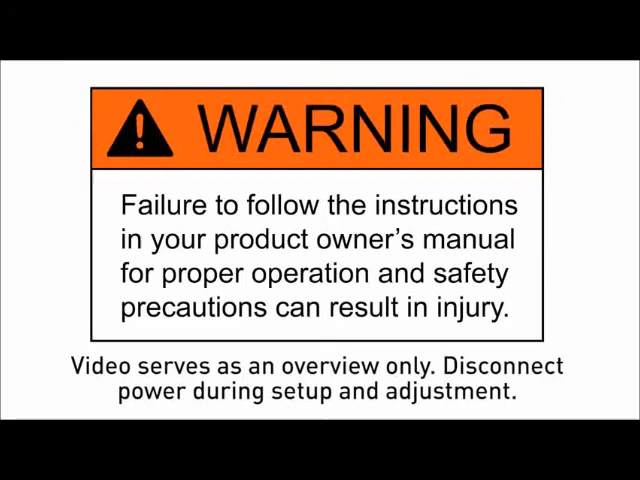 WARNING
Failure to follow the instructions
in your product owner's manual
for proper operation and safety
precautions can result in injury.
Video serves as an overview only. Disconnect
power during setup and adjustment.